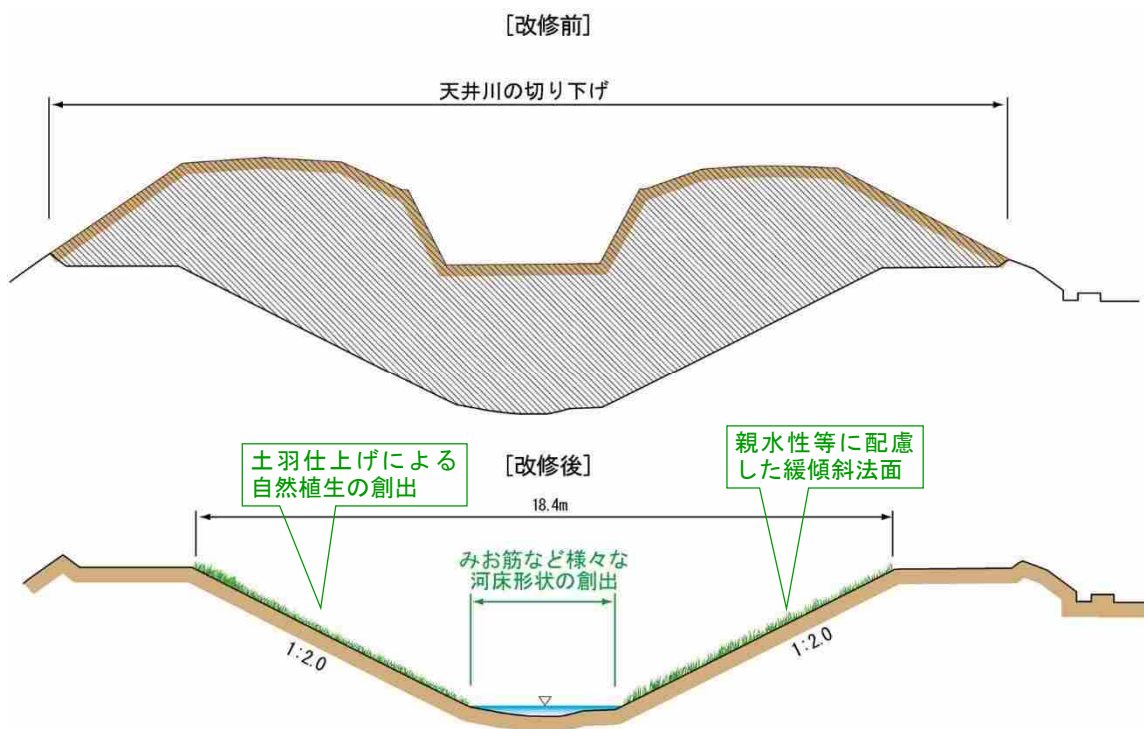 [改修前]
天井川の切り下げ
土羽仕上げによる
自然植生の創出
[改修後]
親水性等に配慮
した緩傾斜法面
18.4m
みお筋など様々な
河床形状の創出
1:2.0
1:2.0